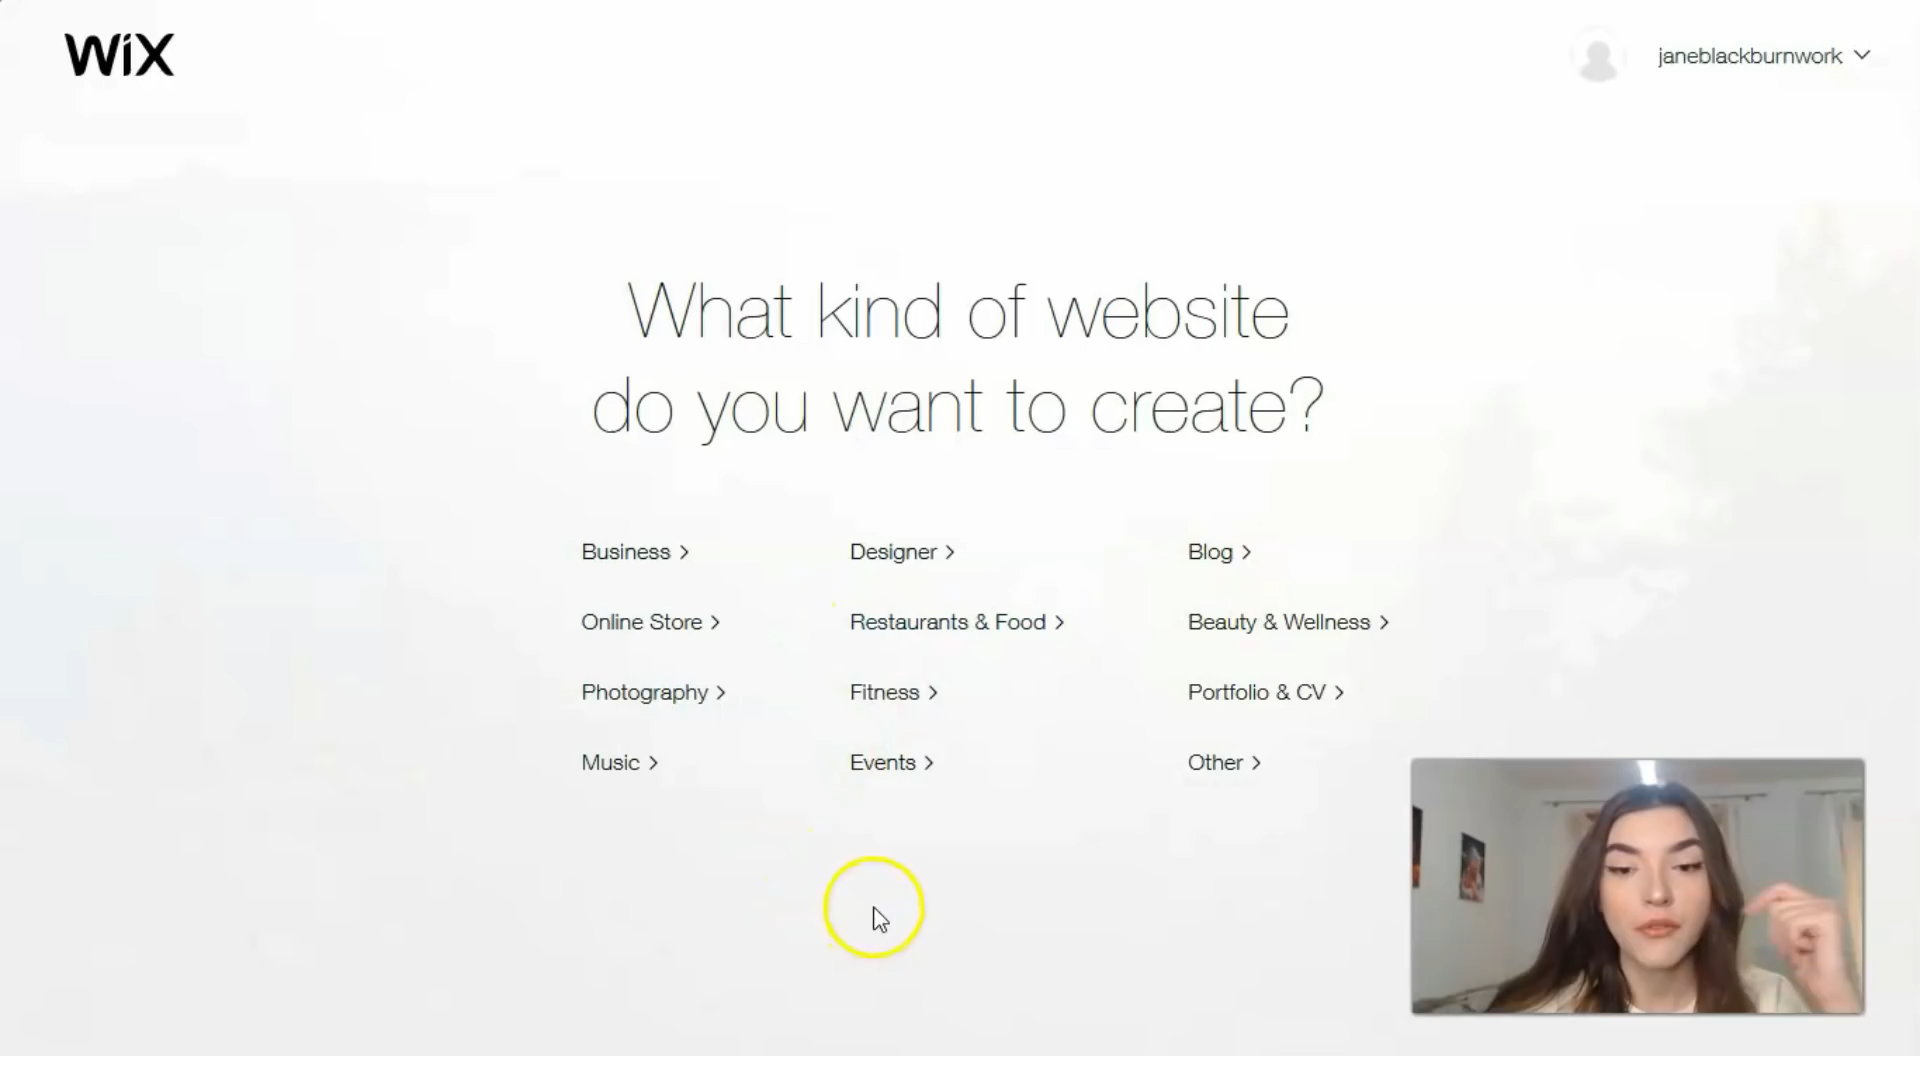 WiX
janeblackburnwork
What kind of website
do you want to create?
Business >
Designer >
Blog >
Online Store >
Restaurants & Food >
Beauty & Wellness >
Photography >
Fitness >
Portfolio & CV >
Music >
Events >
Other >